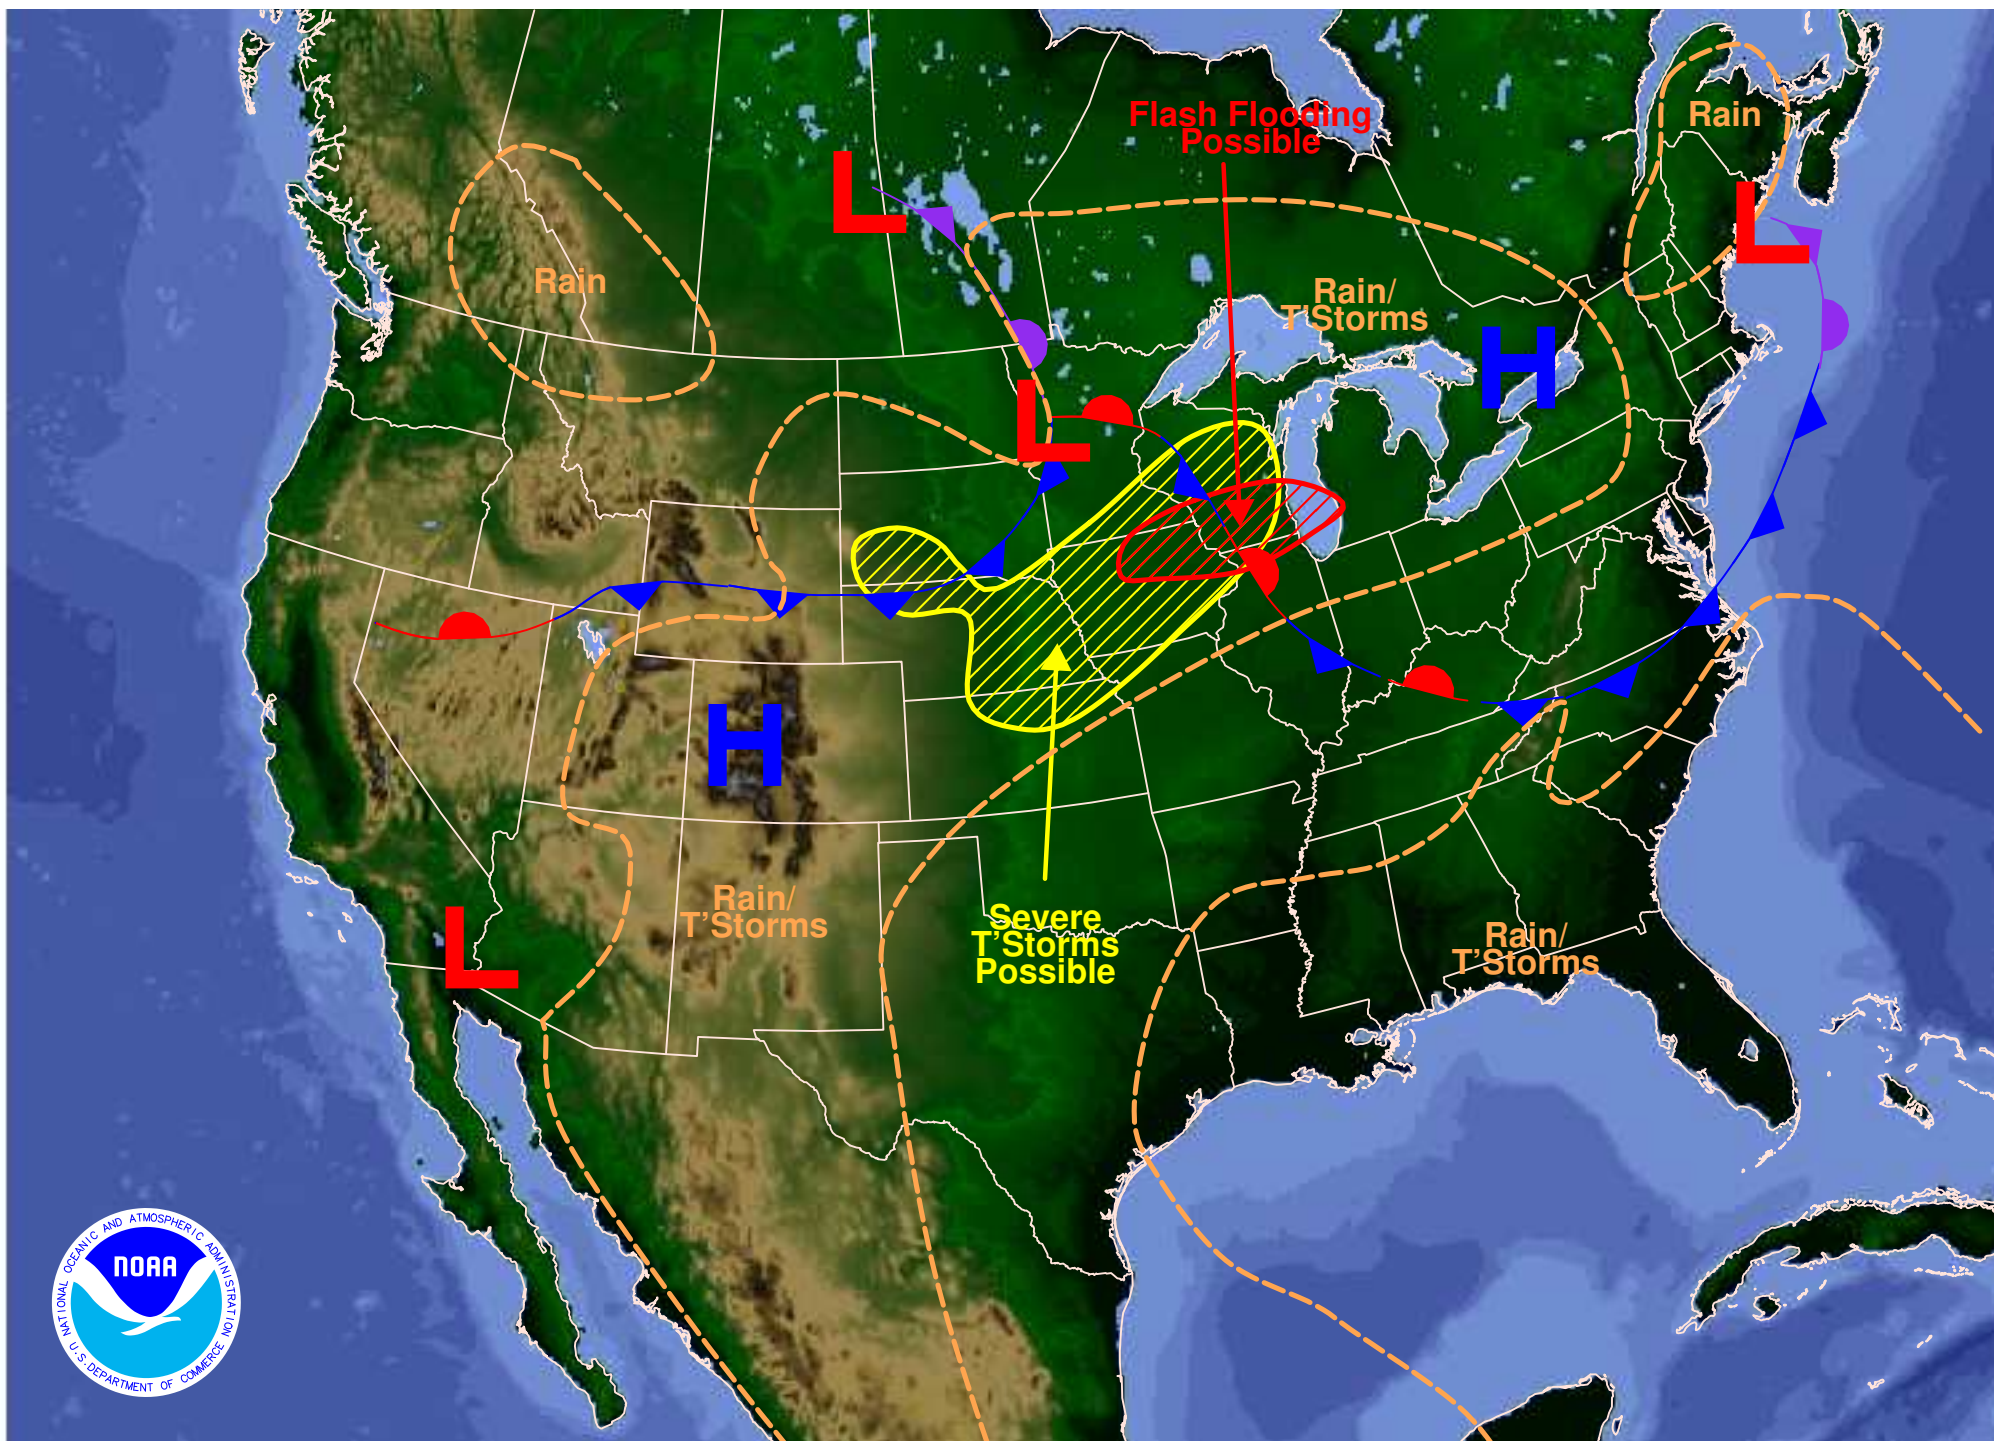 Flash Flooding
Possible
Rain
L
L
Rain
Rain/
T'Storms
H
L
H
Rain/
T'Storms
L
Severe
T'Storms
Possible
Rain/
T'Storms
NATIONAL OCEANIC AND ATMOSPHERIC ADMINISTRATION
NOAA
U.S. DEPARTMENT OF COMMERCE